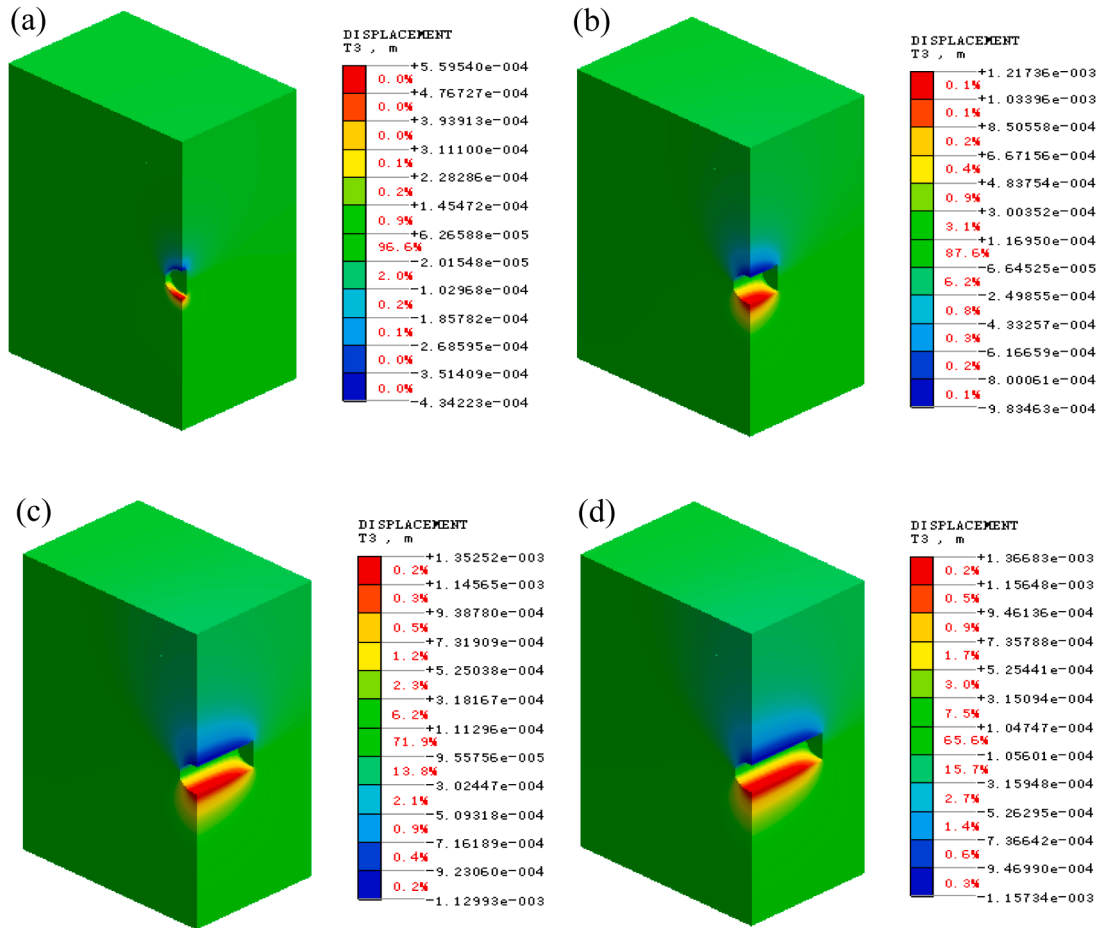 (a)
DISPLACEMENT
T3 , m
+5.59540e-004
0.0%
+4.76727e-004
0.0%
+3.93913e-004
0.0%
+3.11100e-004
0.1%
+2.28286e-004
0.2%
+1.45472e-004
0.9%
+6.26588e-005
96.6%
-2.01548e-005
2.0%
-1.02968e-004
0.2%
-1.85782e-004
0.1%
-2.68595e-004
0.0%
-3.51409e-004
0.0%
-4.34223e-004
(b)
DISPLACEMENT
T3 , m
+1.21736e-003
0.1%
+1.03396e-003
0.1%
+8.50558e-004
0.2%
+6.67156e-004
0.4%
+4.83754e-004
0.9%
+3.00352e-004
3.1%
+1.16950e-004
87.6%
-6.64525e-005
6.2%
-2.49855e-004
0.8%
-4.33257e-004
0.3%
-6.16659e-004
0.2%
-8.00061e-004
0.1%
-9.83463e-004
(c)
DISPLACEMENT
T3 , m
+1.35252e-003
0.2%
+1.14565e-003
0.3%
+9.38780e-004
0.5%
+7.31909e-004
1.2%
+5.25038e-004
2.3%
+3.18167e-004
6.2%
+1.11296e-004
71.9%
-9.55756e-005
13.8%
-3.02447e-004
2.1%
-5.09318e-004
0.9%
-7.16189e-004
0.4%
-9.23060e-004
0.2%
-1.12993e-003
(d)
DISPLACEMENT
T3 , m
+1.36683e-003
0.2%
+1.15648e-003
0.5%
+9.46136e-004
0.9%
+7.35788e-004
1.7%
+5.25441e-004
3.0%
+3.15094e-004
7.5%
+1.04747e-004
65.6%
-1.05601e-004
15.7%
-3.15948e-004
2.7%
-5.26295e-004
1.4%
-7.36642e-004
0.6%
-9.46990e-004
0.3%
-1.15734e-003